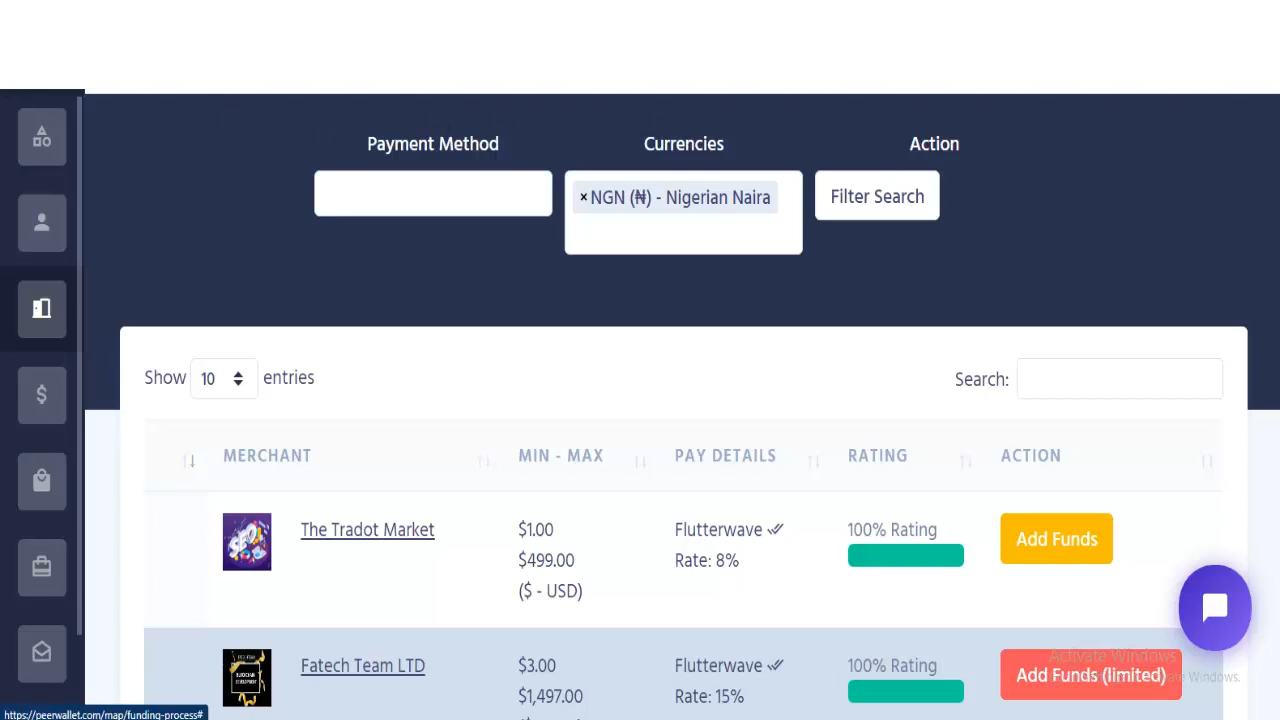 Payment Method Currencies Action
× NGN (₦) - Nigerian Naira Filter Search
Show 10 entries Search:
MERCHANT MIN - MAX PAY DETAILS RATING ACTION
The Tradot Market $1.00 Flutterwave 100% Rating Add Funds
$499.00 Rate: 8%
($ - USD)
Fatech Team LTD $3.00 Flutterwave 100% Rating Add Funds (limited)
$1,497.00 Rate: 15%
Activate Windows
https://peerwallet.com/map/funding-process#